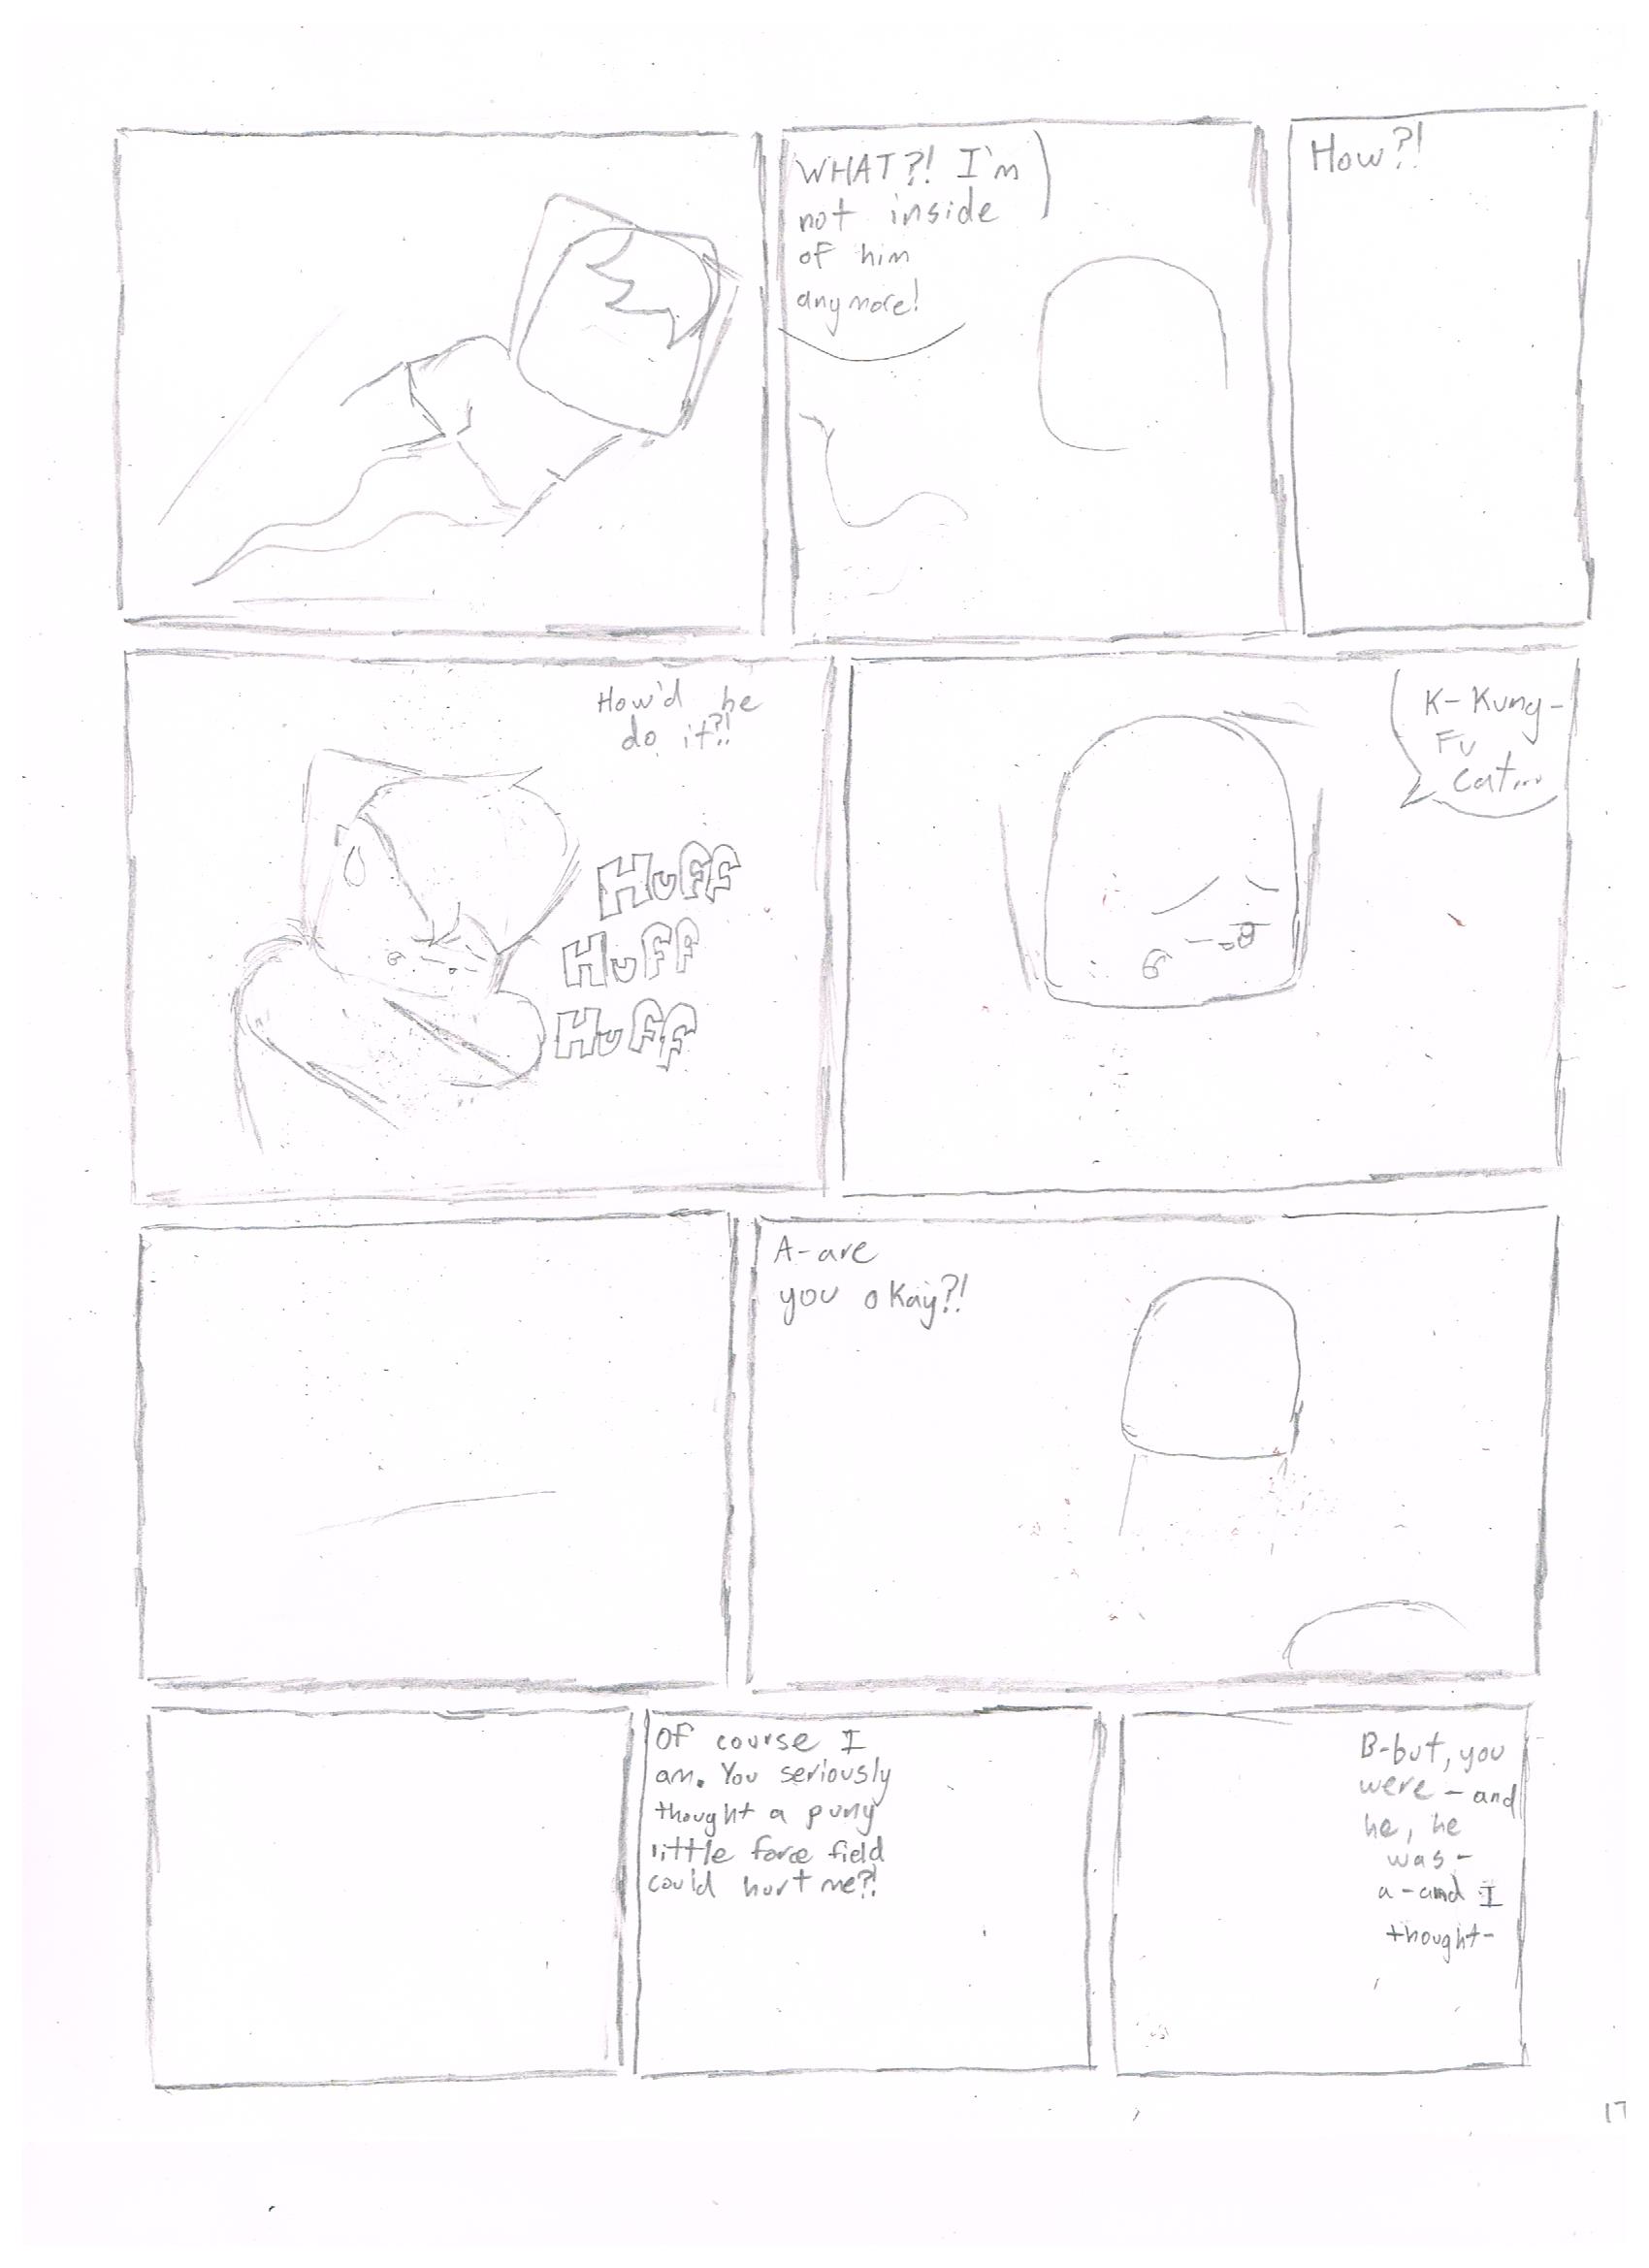 WHAT?! I'm
not inside
of him
anymore!
How?!
How'd he
do it?!
HUFF
HUFF
HUFF
K-Kung-
Fu
Cat...
A-are
you okay?!
Of course I
am. You seriously
thought a puny
little force field
could hurt me?!
B-but, you
were - and
he, he
was -
a-and I
thought-
17